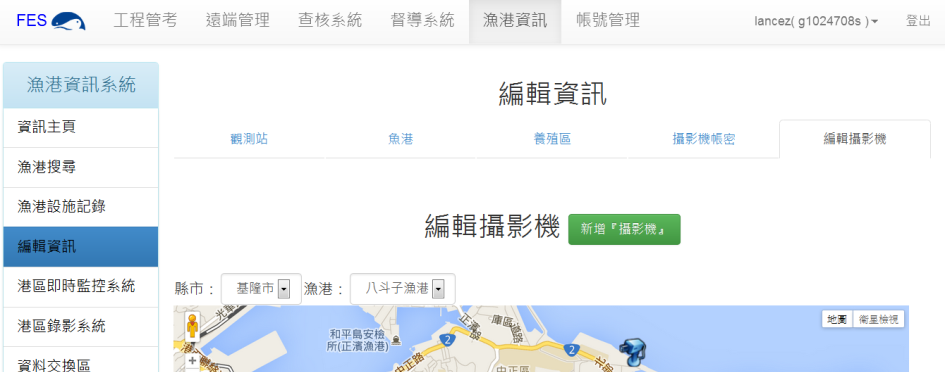 FES 工程管考 遠端管理 查核系統 督導系統 漁港資訊 帳號管理 lancez( g1024708s ) 登出
漁港資訊系統
資訊主頁
漁港搜尋
漁港設施記錄
編輯資訊
港區即時監控系統
港區錄影系統
資料交換區
編輯資訊
觀測站 魚港 養殖區 攝影機帳密 編輯攝影機
編輯攝影機 新增『攝影機』
縣市： 基隆市 漁港： 八斗子漁港
地圖 衛星檢視
和平島安檢
所(正濱漁港)
正濱路
庫區道路
2
2
中正路
中正區